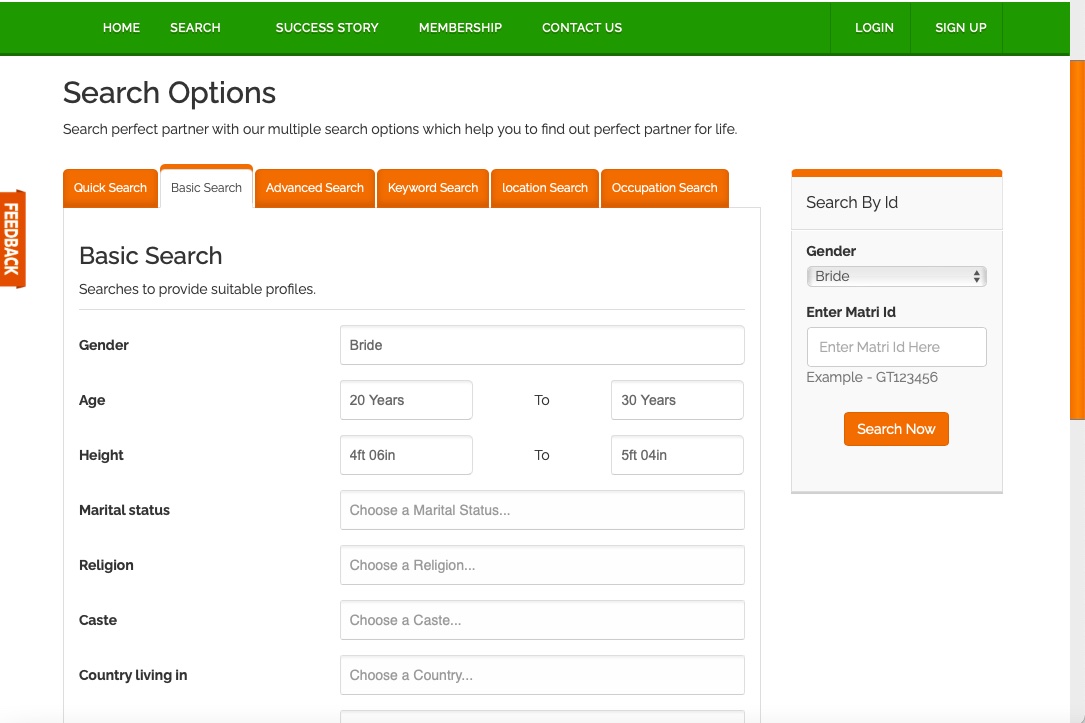 HOME SEARCH SUCCESS STORY MEMBERSHIP CONTACT US LOGIN SIGN UP
Search Options
Search perfect partner with our multiple search options which help you to find out perfect partner for life.
Quick Search Basic Search Advanced Search Keyword Search location Search Occupation Search
FEEDBACK
Basic Search
Searches to provide suitable profiles.
Gender Bride
Age 20 Years To 30 Years
Height 4ft 06in To 5ft 04in
Marital status Choose a Marital Status...
Religion Choose a Religion...
Caste Choose a Caste...
Country living in Choose a Country...
Search By Id
Gender
Bride
Enter Matri Id
Enter Matri Id Here
Example - GT123456
Search Now